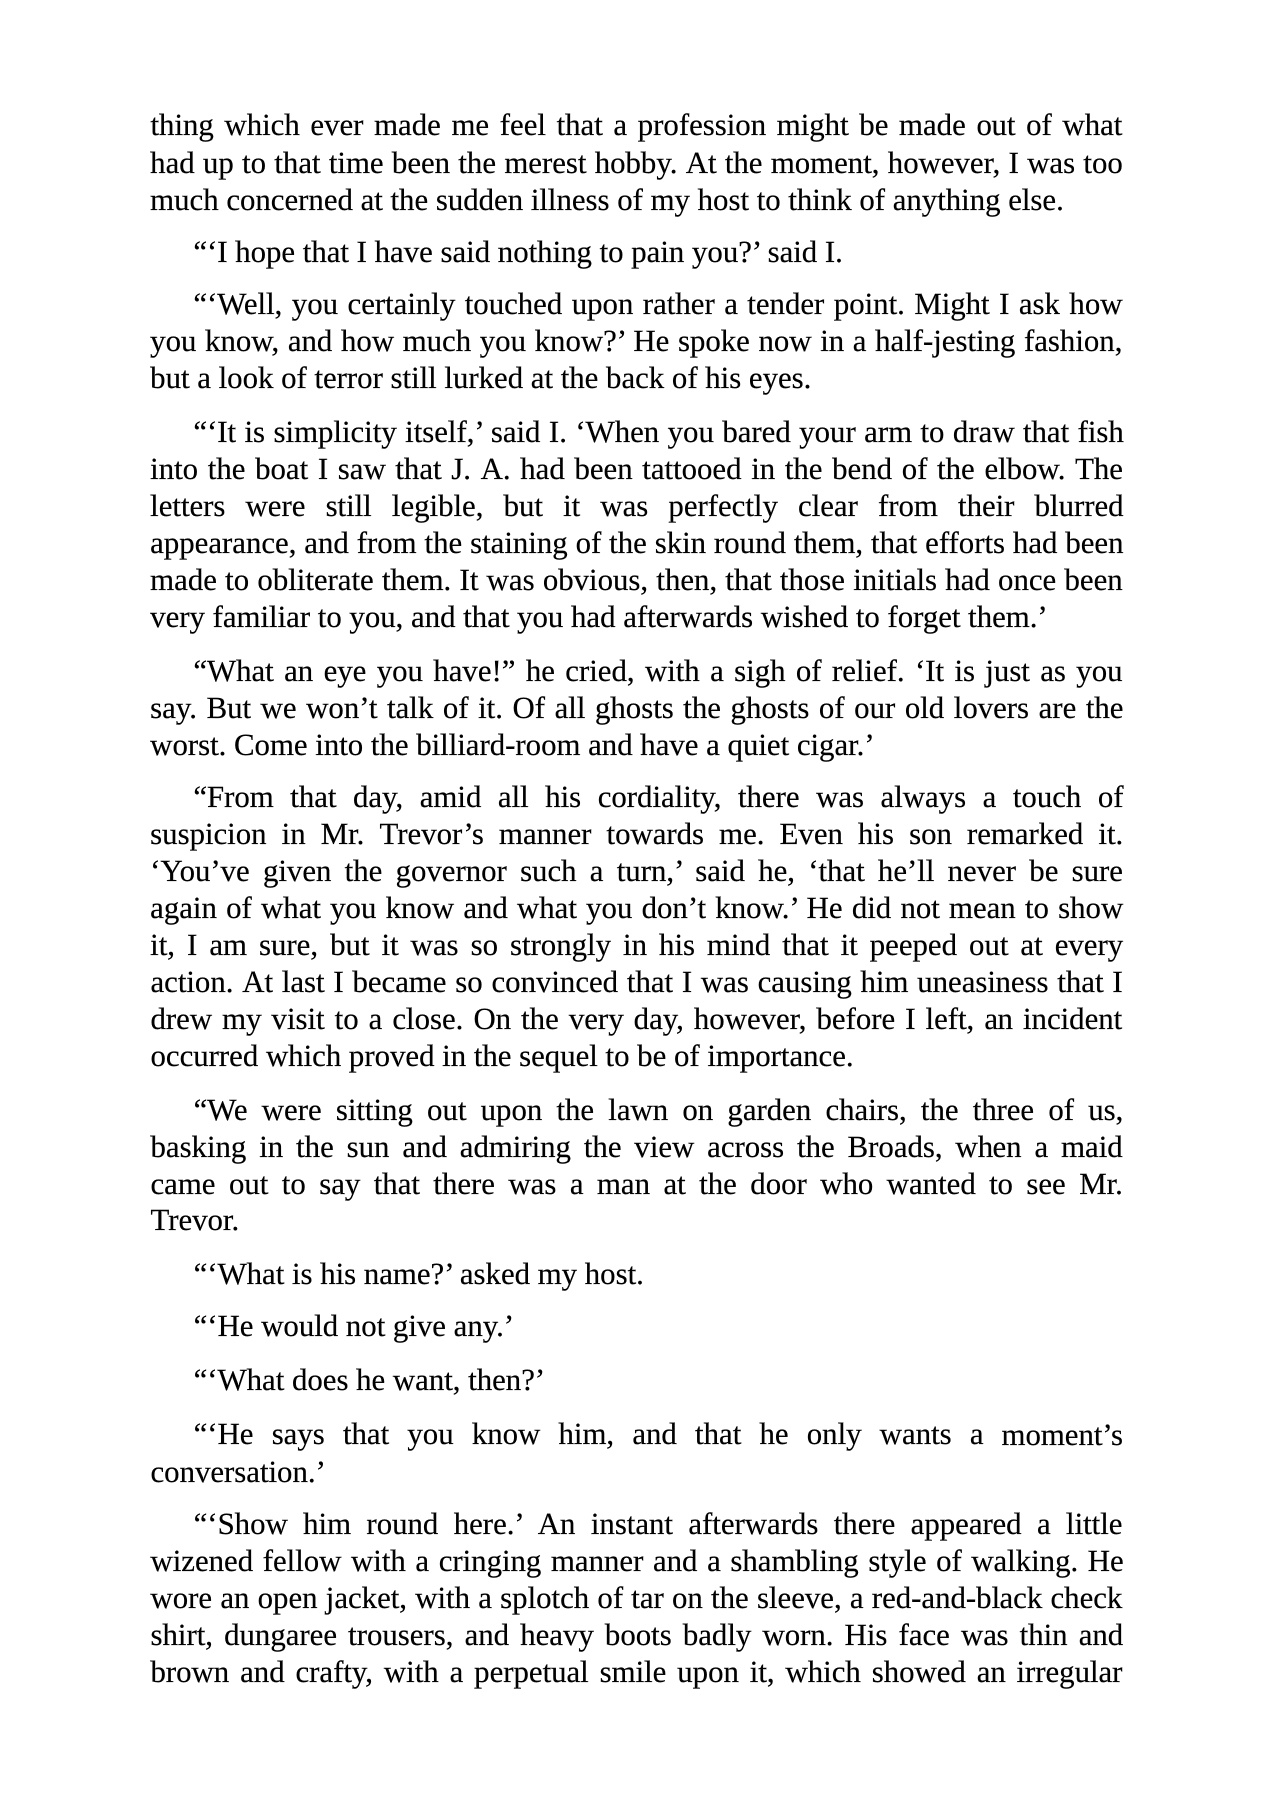 thing which ever made me feel that a profession might be made out of what
had up to that time been the merest hobby. At the moment, however, I was too
much concerned at the sudden illness of my host to think of anything else.
“‘I hope that I have said nothing to pain you?’ said I.
“‘Well, you certainly touched upon rather a tender point. Might I ask how
you know, and how much you know?’ He spoke now in a half-jesting fashion,
but a look of terror still lurked at the back of his eyes.
“‘It is simplicity itself,’ said I. ‘When you bared your arm to draw that fish
into the boat I saw that J. A. had been tattooed in the bend of the elbow. The
letters were still legible, but it was perfectly clear from their blurred
appearance, and from the staining of the skin round them, that efforts had been
made to obliterate them. It was obvious, then, that those initials had once been
very familiar to you, and that you had afterwards wished to forget them.’
“What an eye you have!” he cried, with a sigh of relief. ‘It is just as you
say. But we won’t talk of it. Of all ghosts the ghosts of our old lovers are the
worst. Come into the billiard-room and have a quiet cigar.’
“From that day, amid all his cordiality, there was always a touch of
suspicion in Mr. Trevor’s manner towards me. Even his son remarked it.
‘You’ve given the governor such a turn,’ said he, ‘that he’ll never be sure
again of what you know and what you don’t know.’ He did not mean to show
it, I am sure, but it was so strongly in his mind that it peeped out at every
action. At last I became so convinced that I was causing him uneasiness that I
drew my visit to a close. On the very day, however, before I left, an incident
occurred which proved in the sequel to be of importance.
“We were sitting out upon the lawn on garden chairs, the three of us,
basking in the sun and admiring the view across the Broads, when a maid
came out to say that there was a man at the door who wanted to see Mr.
Trevor.
“‘What is his name?’ asked my host.
“‘He would not give any.’
“‘What does he want, then?’
“‘He says that you know him, and that he only wants a moment’s
conversation.’
“‘Show him round here.’ An instant afterwards there appeared a little
wizened fellow with a cringing manner and a shambling style of walking. He
wore an open jacket, with a splotch of tar on the sleeve, a red-and-black check
shirt, dungaree trousers, and heavy boots badly worn. His face was thin and
brown and crafty, with a perpetual smile upon it, which showed an irregular